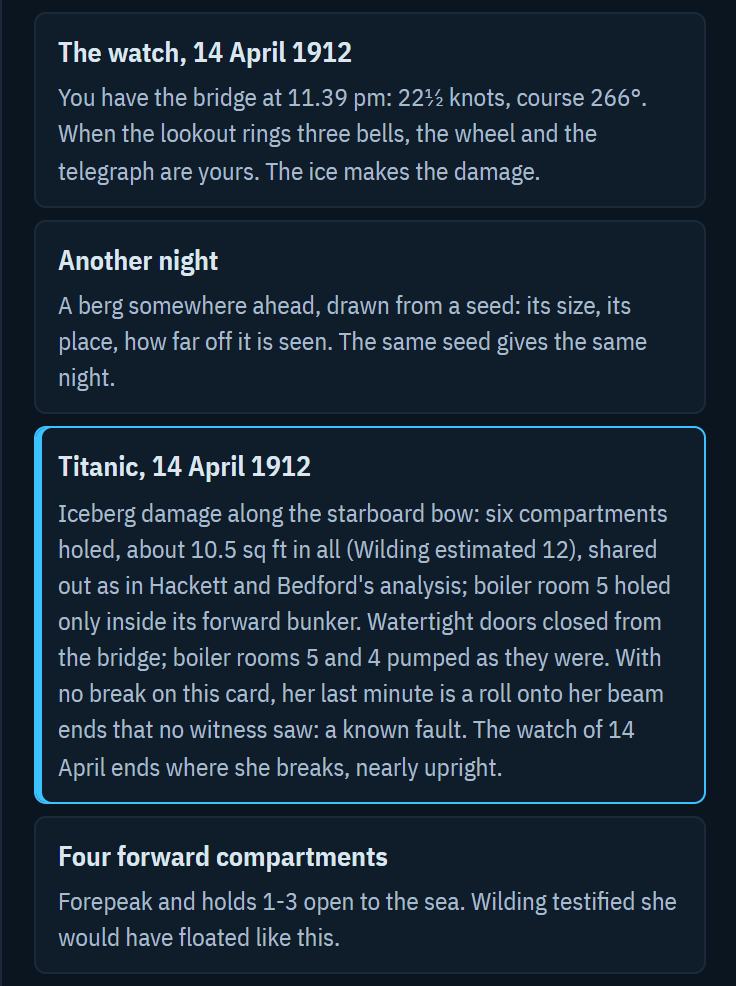 The watch, 14 April 1912
You have the bridge at 11.39 pm: 22½ knots, course 266°.
When the lookout rings three bells, the wheel and the
telegraph are yours. The ice makes the damage.
Another night
A berg somewhere ahead, drawn from a seed: its size, its
place, how far off it is seen. The same seed gives the same
night.
Titanic, 14 April 1912
Iceberg damage along the starboard bow: six compartments
holed, about 10.5 sq ft in all (Wilding estimated 12), shared
out as in Hackett and Bedford's analysis; boiler room 5 holed
only inside its forward bunker. Watertight doors closed from
the bridge; boiler rooms 5 and 4 pumped as they were. With
no break on this card, her last minute is a roll onto her beam
ends that no witness saw: a known fault. The watch of 14
April ends where she breaks, nearly upright.
Four forward compartments
Forepeak and holds 1-3 open to the sea. Wilding testified she
would have floated like this.